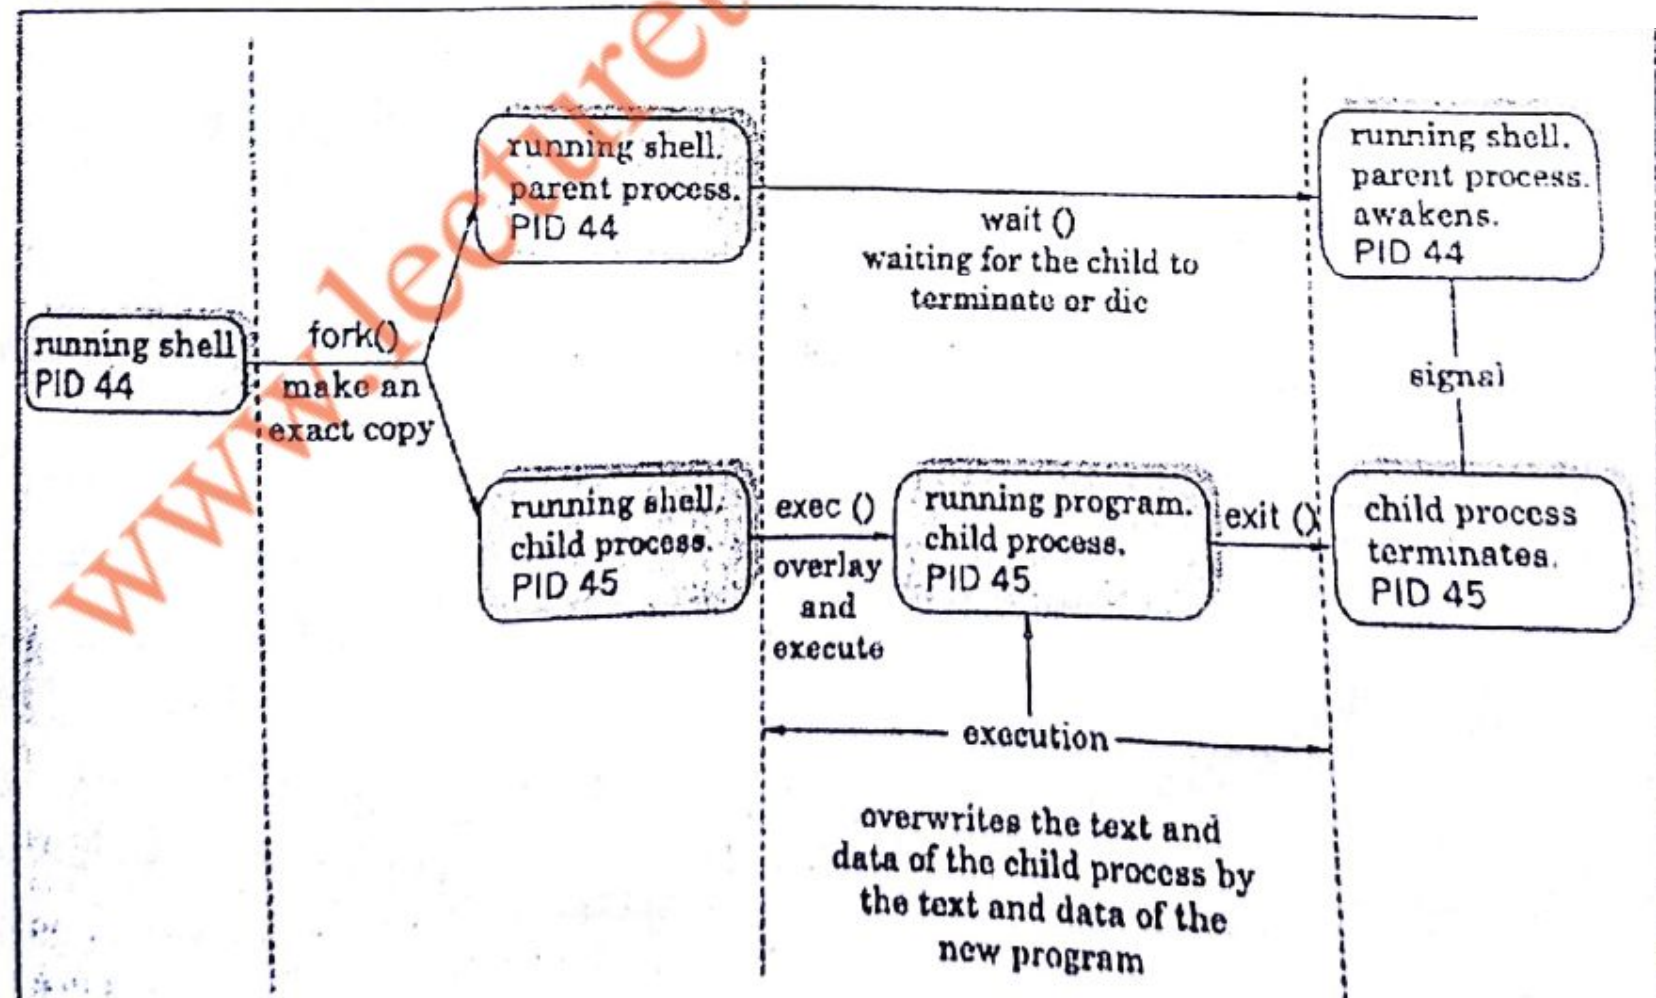 running shell
PID 44
fork()
make an
exact copy
running shell.
parent process.
PID 44
running shell.
child process.
PID 45
wait ()
waiting for the child to
terminate or die
exec ()
overlay
and
execute
running program.
child process.
PID 45
exit ()
running shell.
parent process.
awakens.
PID 44
signal
child process
terminates.
PID 45
execution
overwrites the text and
data of the child process by
the text and data of the
new program
www.lecture